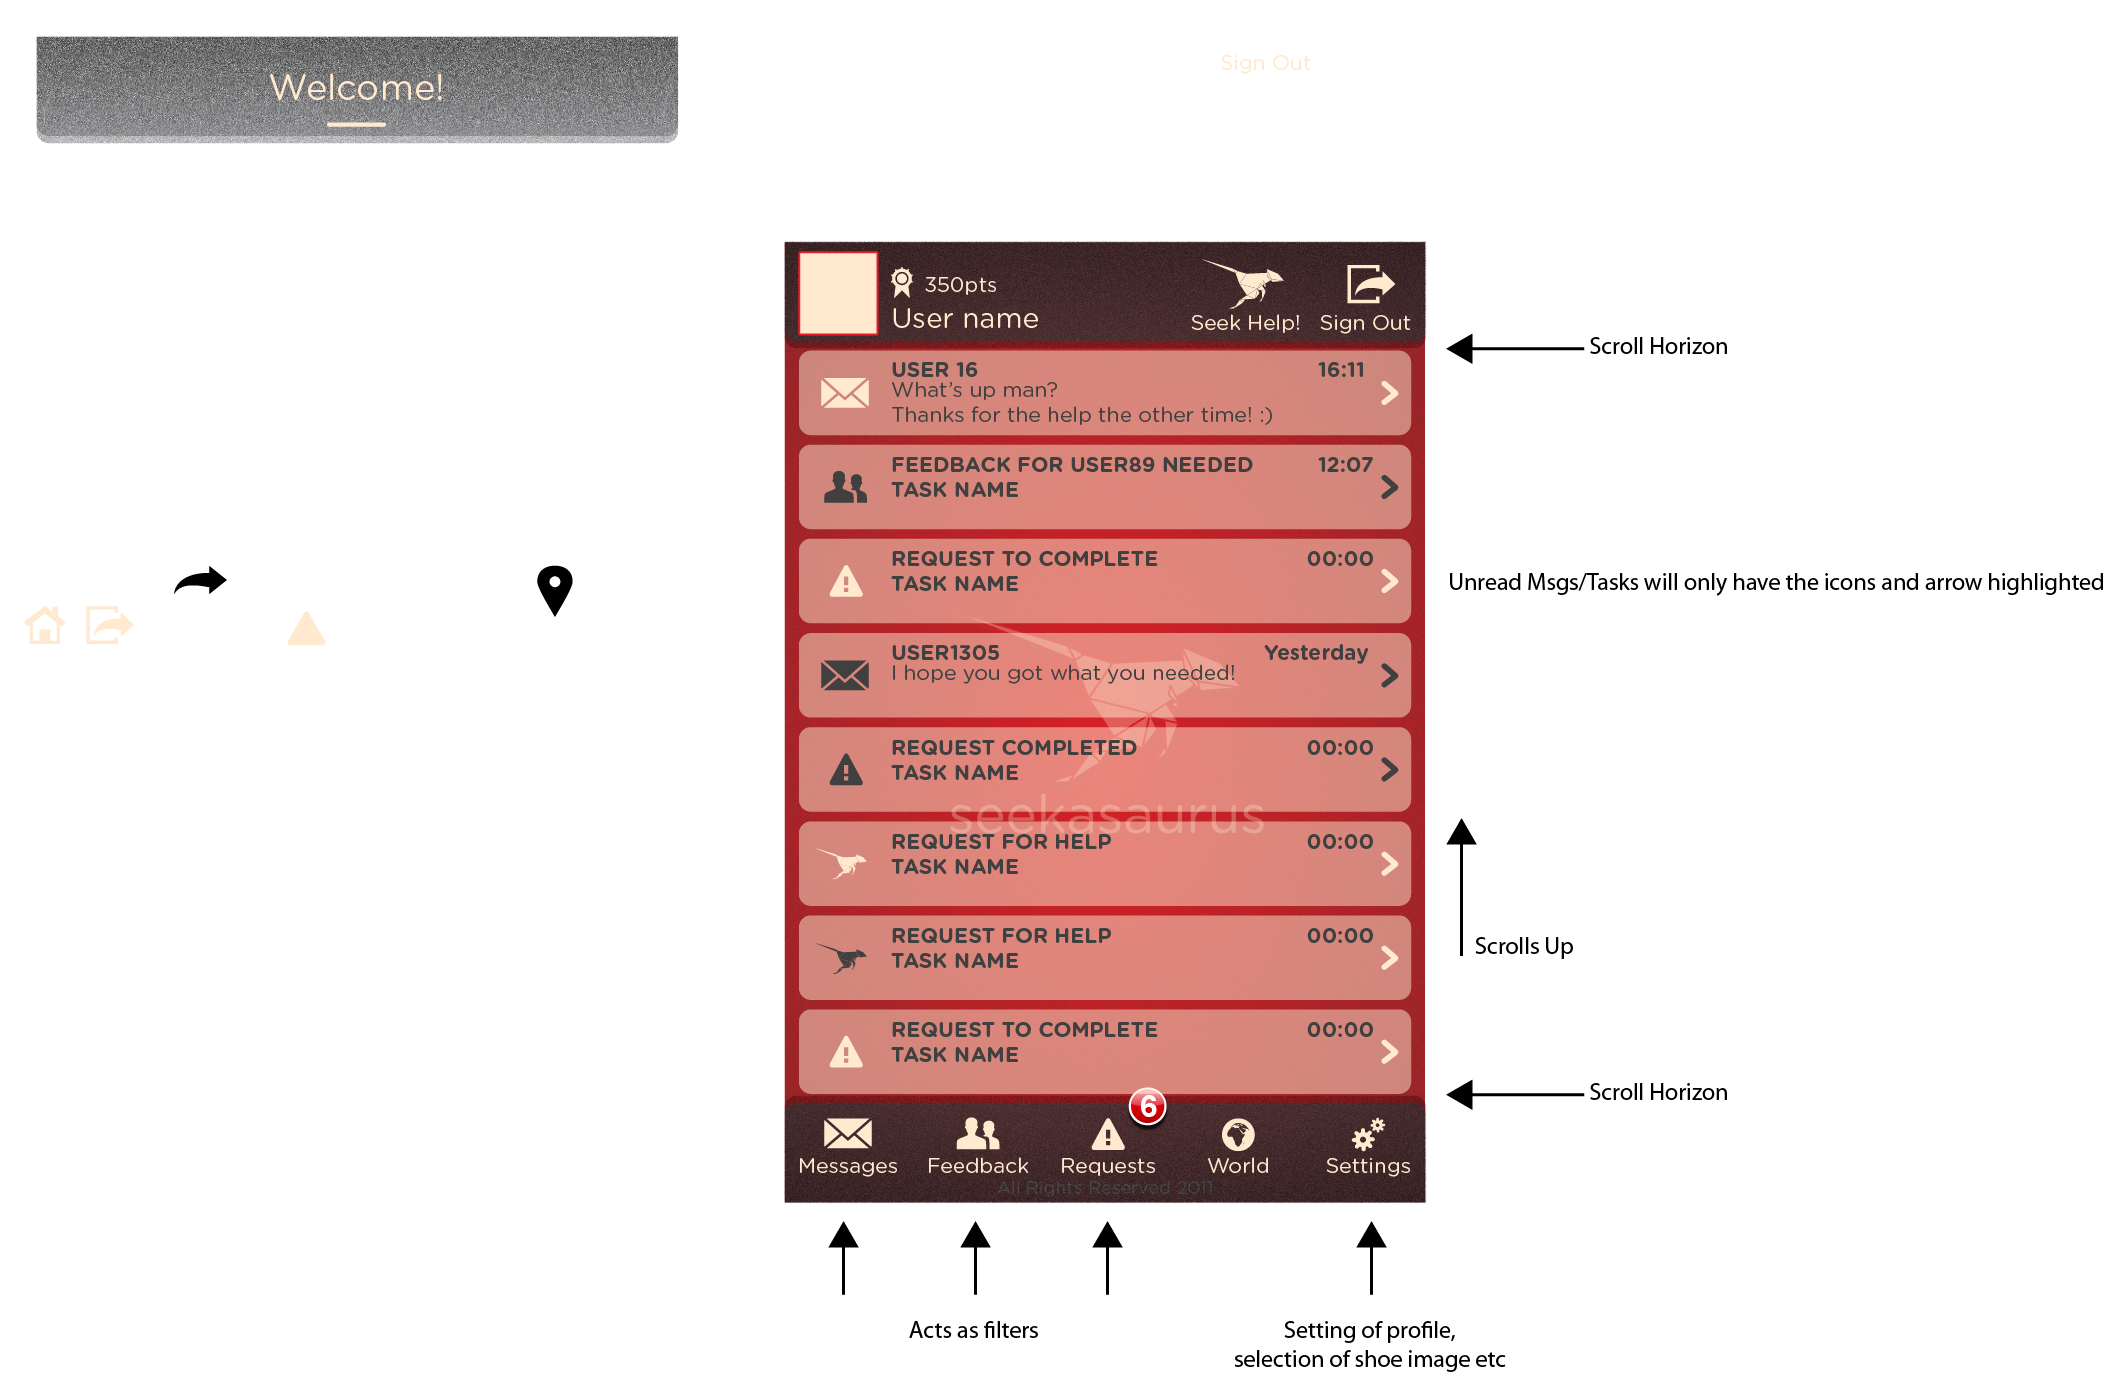 Welcome!
Sign Out
350pts
User name
Seek Help!
Sign Out
Scroll Horizon
USER 16
16:11
What's up man?
Thanks for the help the other time! :)
FEEDBACK FOR USER89 NEEDED
12:07
TASK NAME
REQUEST TO COMPLETE
00:00
TASK NAME
Unread Msgs/Tasks will only have the icons and arrow highlighted
USER1305
Yesterday
I hope you got what you needed!
REQUEST COMPLETED
00:00
TASK NAME
seekasaurus
REQUEST FOR HELP
00:00
TASK NAME
REQUEST FOR HELP
00:00
TASK NAME
Scrolls Up
REQUEST TO COMPLETE
00:00
TASK NAME
Scroll Horizon
6
Messages
Feedback
Requests
World
Settings
All Rights Reserved 2011
Acts as filters
Setting of profile,
selection of shoe image etc